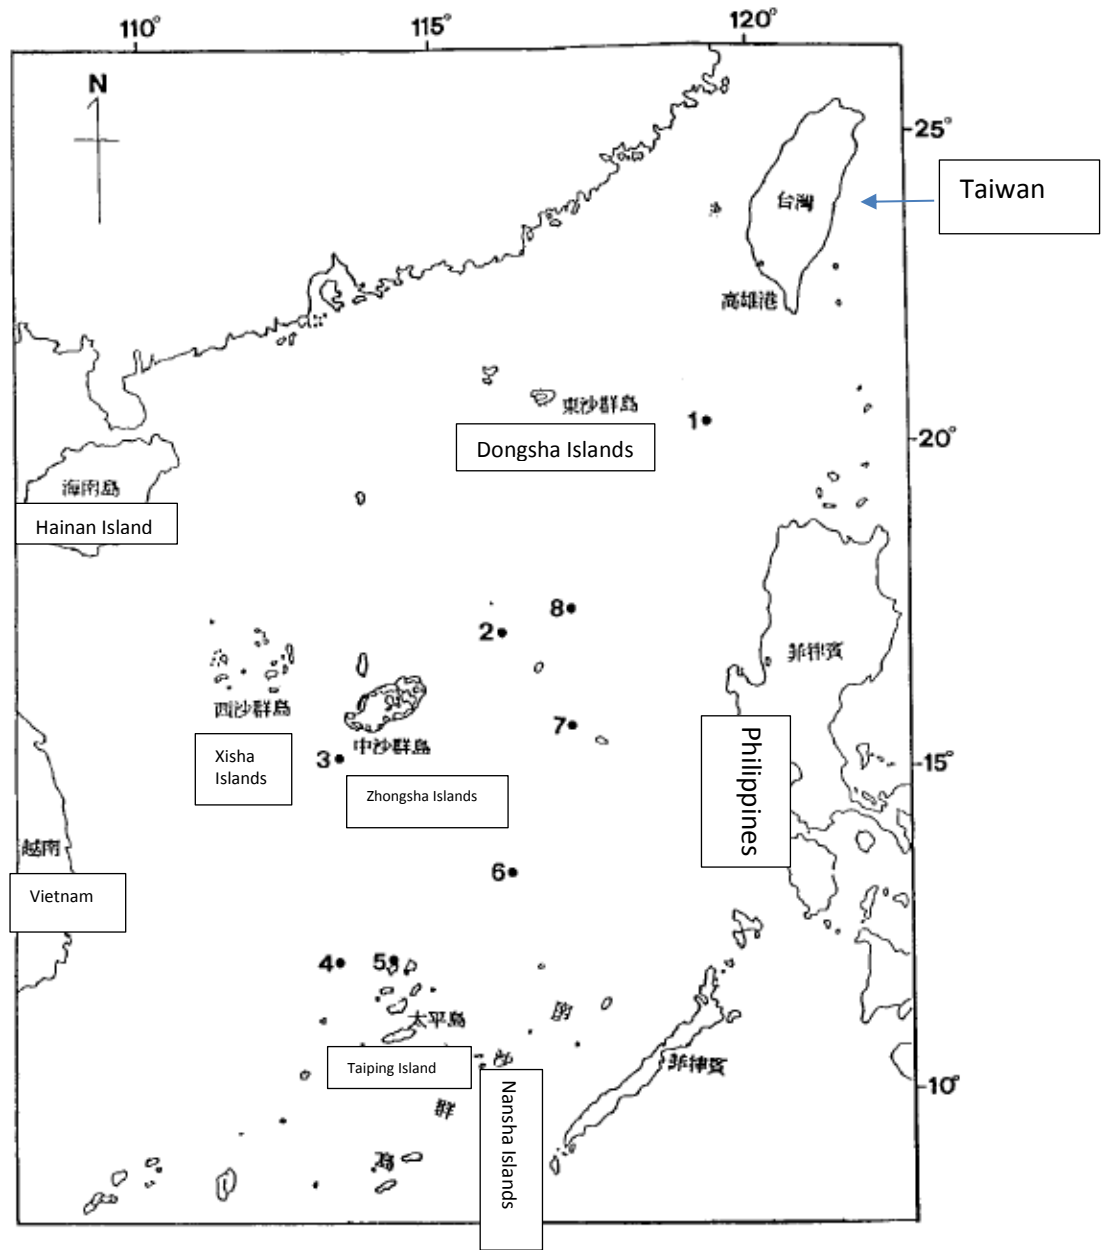 110°
115°
120°
N
25°
Taiwan
台灣
高雄港
東沙群島
1
20°
Dongsha Islands
海南島
Hainan Island
8
2
菲律賓
西沙群島
7
中沙群島
3
15°
Xisha
Islands
Zhongsha Islands
Philippines
越南
6
Vietnam
4
5
太平島
南
沙
群
島
菲律賓
Taiping Island
10°
Nansha Islands